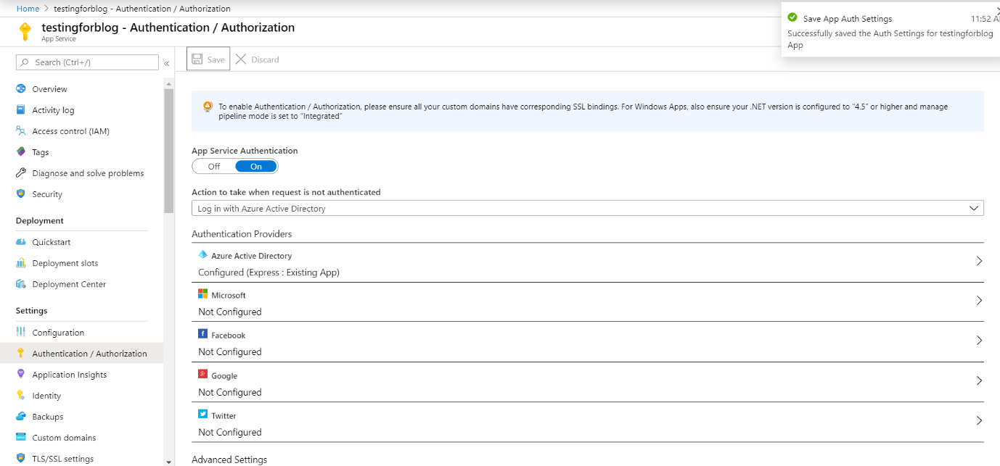 Home > testingforblog - Authentication / Authorization
testingforblog - Authentication / Authorization
App Service
Save App Auth Settings
11:52 A
Successfully saved the Auth Settings for testingforblog
App
Search (Ctrl+/)
«
Overview
Activity log
Access control (IAM)
Tags
Diagnose and solve problems
Security
Deployment
Quickstart
Deployment slots
Deployment Center
Settings
Configuration
Authentication / Authorization
Application Insights
Identity
Backups
Custom domains
TLS/SSL settings
Save
Discard
To enable Authentication / Authorization, please ensure all your custom domains have corresponding SSL bindings. For Windows Apps, also ensure your .NET version is configured to “4.5” or higher and manage
pipeline mode is set to “Integrated”
App Service Authentication
Off On
Action to take when request is not authenticated
Log in with Azure Active Directory
Authentication Providers
Azure Active Directory
Configured (Express : Existing App)
Microsoft
Not Configured
Facebook
Not Configured
Google
Not Configured
Twitter
Not Configured
Advanced Settings